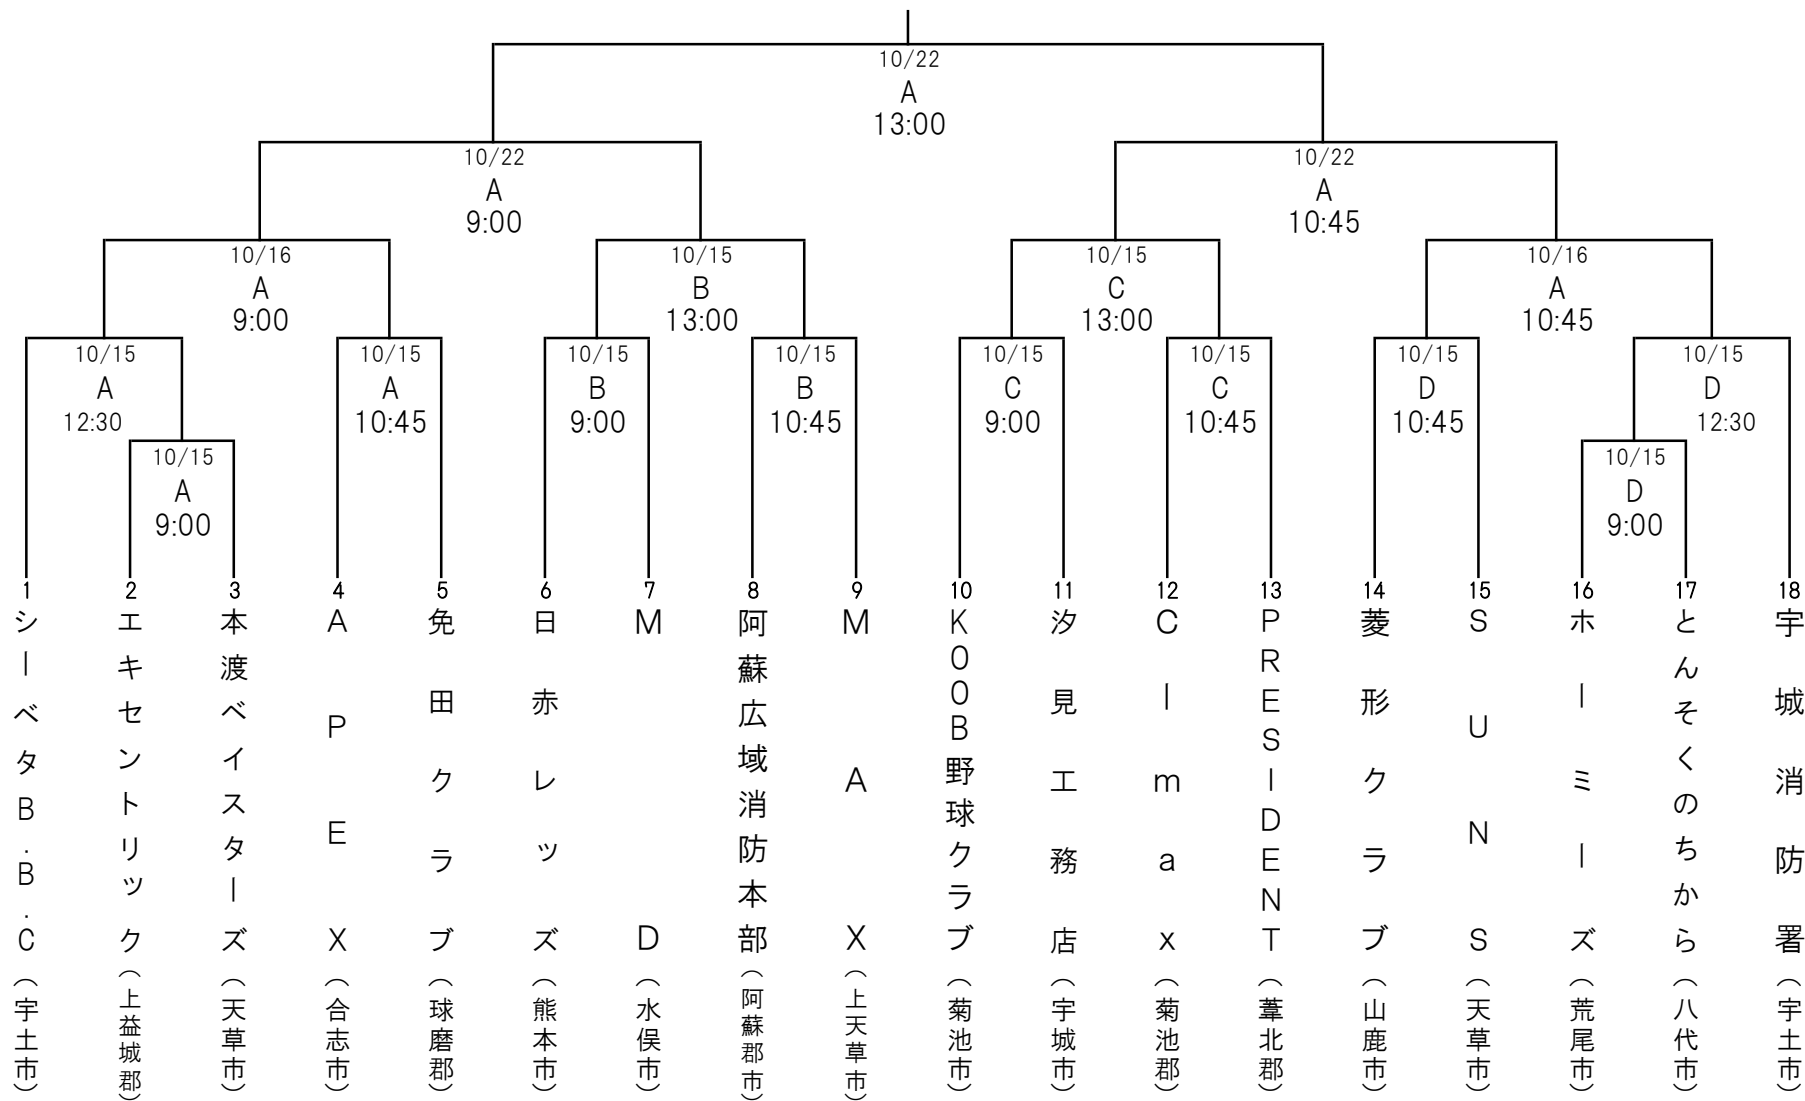 10/22
A
13:00
10/22
A
9:00
10/22
A
10:45
10/16
A
9:00
10/15
B
13:00
10/15
C
13:00
10/16
A
10:45
10/15
A
12:30
10/15
A
10:45
10/15
B
9:00
10/15
B
10:45
10/15
C
9:00
10/15
C
10:45
10/15
D
10:45
10/15
D
12:30
10/15
A
9:00
10/15
D
9:00
1
シーベタB.B.C(宇土市)
2
エキセントリック(上益城郡)
3
本渡ベイスターズ(天草市)
4
APEX(合志市)
5
免田クラブ(球磨郡)
6
日赤レッズ(熊本市)
7
MD(水俣市)
8
阿蘇広域消防本部(阿蘇郡市)
9
MAX(上天草市)
10
KOOB野球クラブ(菊池市)
11
汐見工務店(宇城市)
12
Clmax(菊池郡)
13
PRESIDENT(葦北郡)
14
菱形クラブ(山鹿市)
15
SUNS(天草市)
16
ホーミーズ(荒尾市)
17
とんそくのちから(八代市)
18
宇城消防署(宇土市)